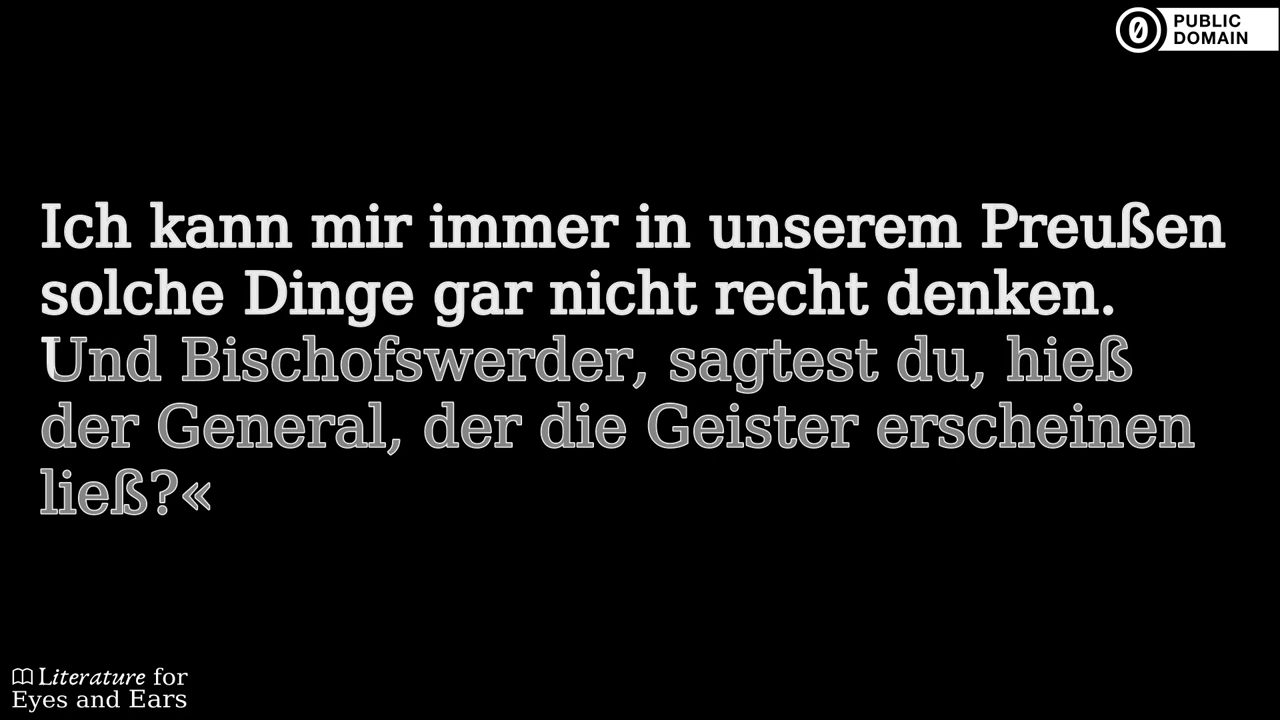 PUBLIC
DOMAIN
Ich kann mir immer in unserem Preußen
solche Dinge gar nicht recht denken.
Und Bischofswerder, sagtest du, hieß
der General, der die Geister erscheinen
ließ?«
Literature for
Eyes and Ears